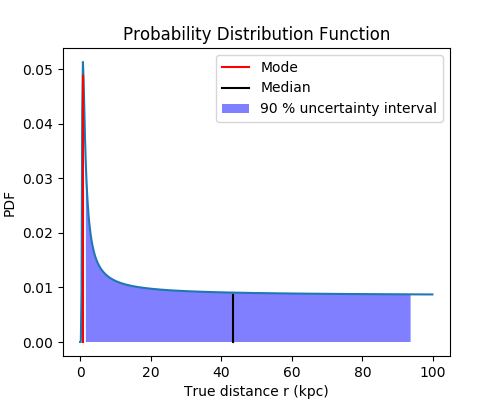 Probability Distribution Function
Mode
Median
90 % uncertainty interval
PDF
0.05
0.04
0.03
0.02
0.01
0.00
0 20 40 60 80 100
True distance r (kpc)